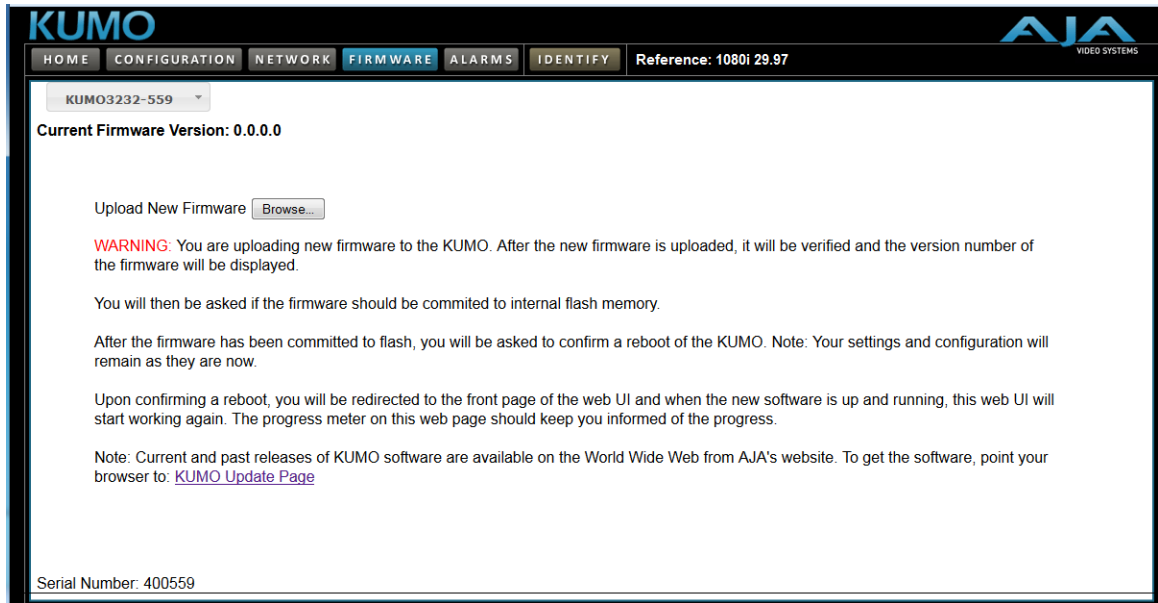 KUMO
AJA
VIDEO SYSTEMS
HOME CONFIGURATION NETWORK FIRMWARE ALARMS IDENTIFY Reference: 1080i 29.97
KUMO3232-559
Current Firmware Version: 0.0.0.0
Upload New Firmware Browse...
WARNING: You are uploading new firmware to the KUMO. After the new firmware is uploaded, it will be verified and the version number of
the firmware will be displayed.
You will then be asked if the firmware should be commited to internal flash memory.
After the firmware has been committed to flash, you will be asked to confirm a reboot of the KUMO. Note: Your settings and configuration will
remain as they are now.
Upon confirming a reboot, you will be redirected to the front page of the web UI and when the new software is up and running, this web UI will
start working again. The progress meter on this web page should keep you informed of the progress.
Note: Current and past releases of KUMO software are available on the World Wide Web from AJA's website. To get the software, point your
browser to: KUMO Update Page
Serial Number: 400559